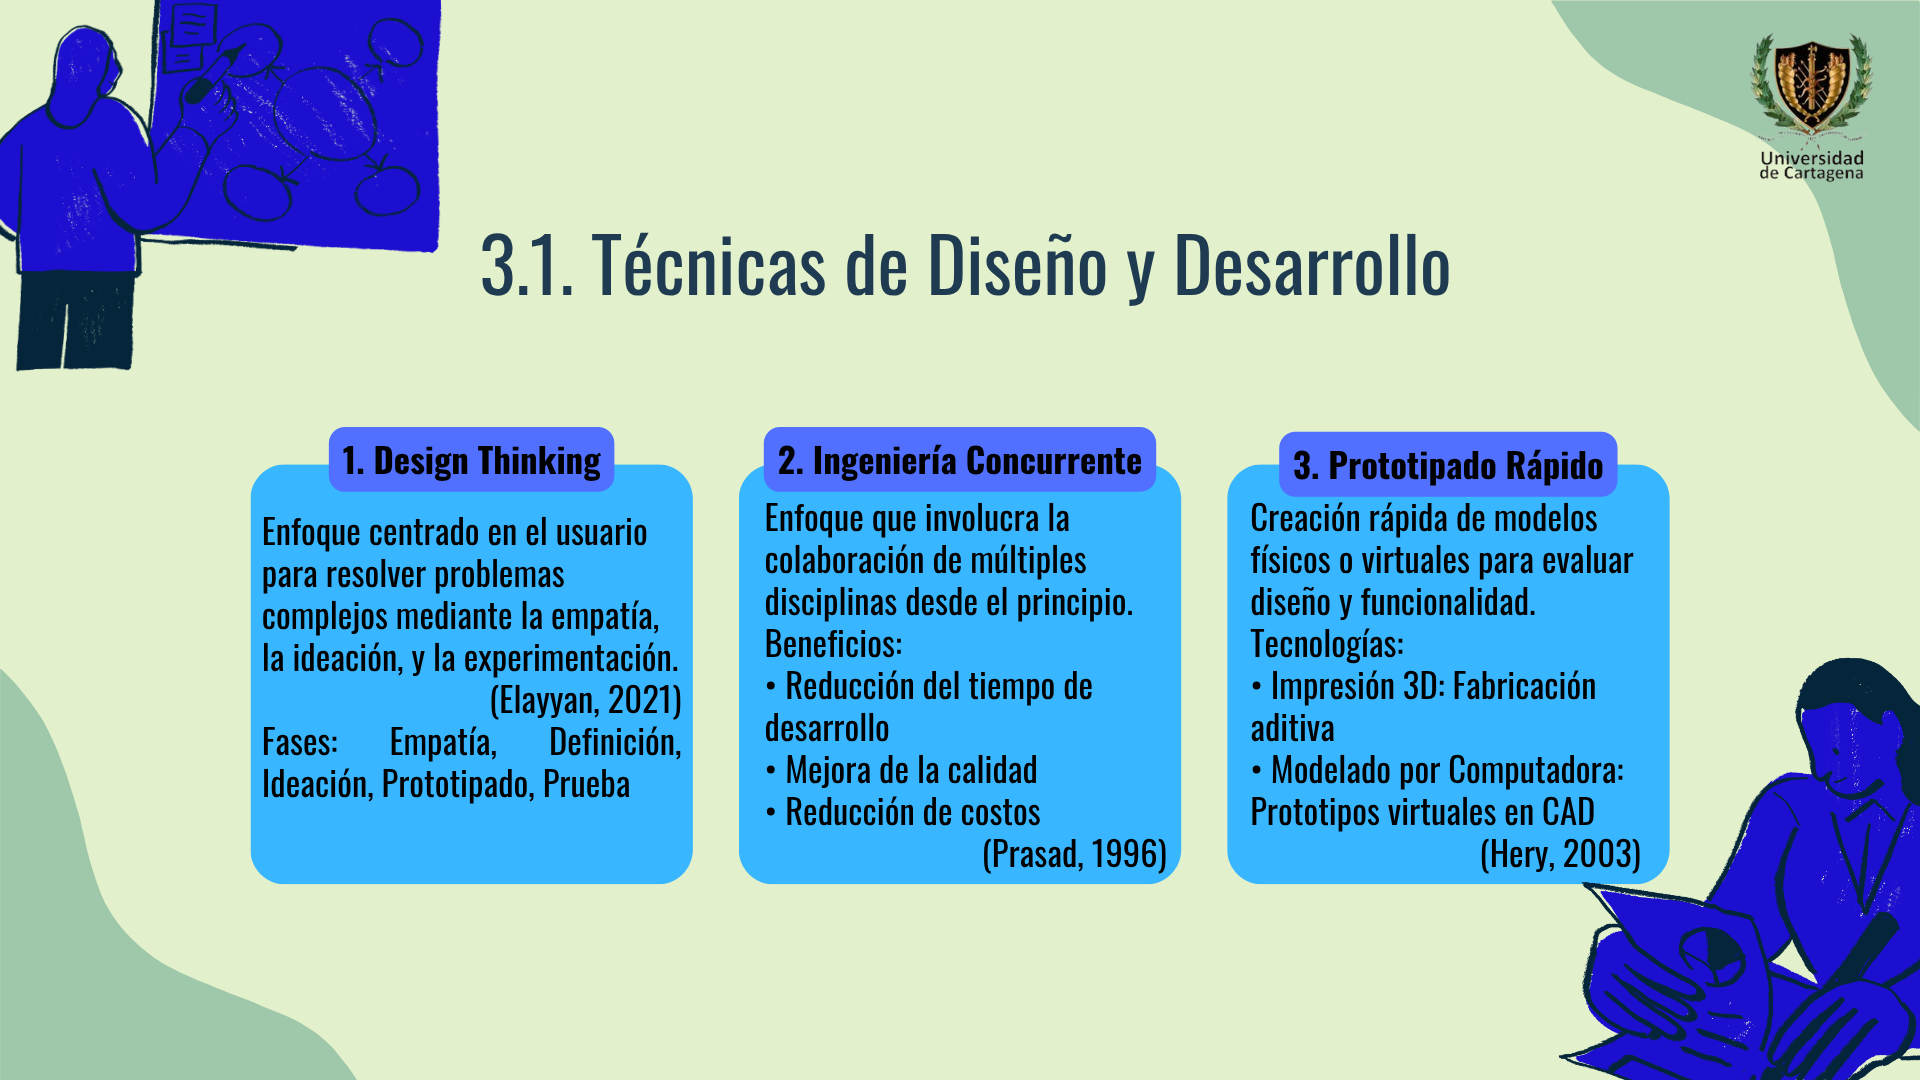 Universidad
de Cartagena
3.1. Técnicas de Diseño y Desarrollo
1. Design Thinking
Enfoque centrado en el usuario
para resolver problemas
complejos mediante la empatía,
la ideación, y la experimentación.
(Elayyan, 2021)
Fases: Empatía, Definición,
Ideación, Prototipado, Prueba
2. Ingeniería Concurrente
Enfoque que involucra la
colaboración de múltiples
disciplinas desde el principio.
Beneficios:
• Reducción del tiempo de
desarrollo
• Mejora de la calidad
• Reducción de costos
(Prasad, 1996)
3. Prototipado Rápido
Creación rápida de modelos
físicos o virtuales para evaluar
diseño y funcionalidad.
Tecnologías:
• Impresión 3D: Fabricación
aditiva
• Modelado por Computadora:
Prototipos virtuales en CAD
(Hery, 2003)